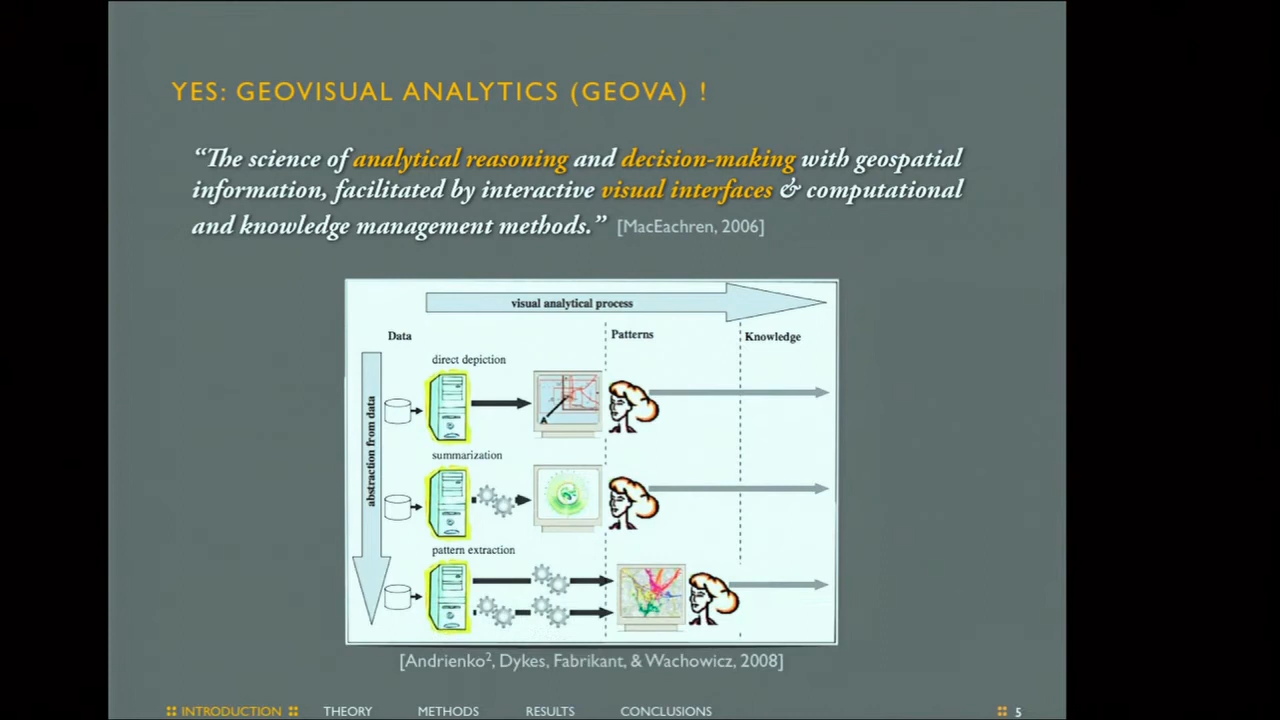 YES: GEOVISUAL ANALYTICS (GEOVA) !
“The science of analytical reasoning and decision-making with geospatial
information, facilitated by interactive visual interfaces & computational
and knowledge management methods.” [MacEachren, 2006]
visual analytical process
Data
Patterns
Knowledge
abstraction from data
direct depiction
A
summarization
pattern extraction
[Andrienko², Dykes, Fabrikant, & Wachowicz, 2008]
INTRODUCTION THEORY METHODS RESULTS CONCLUSIONS 5